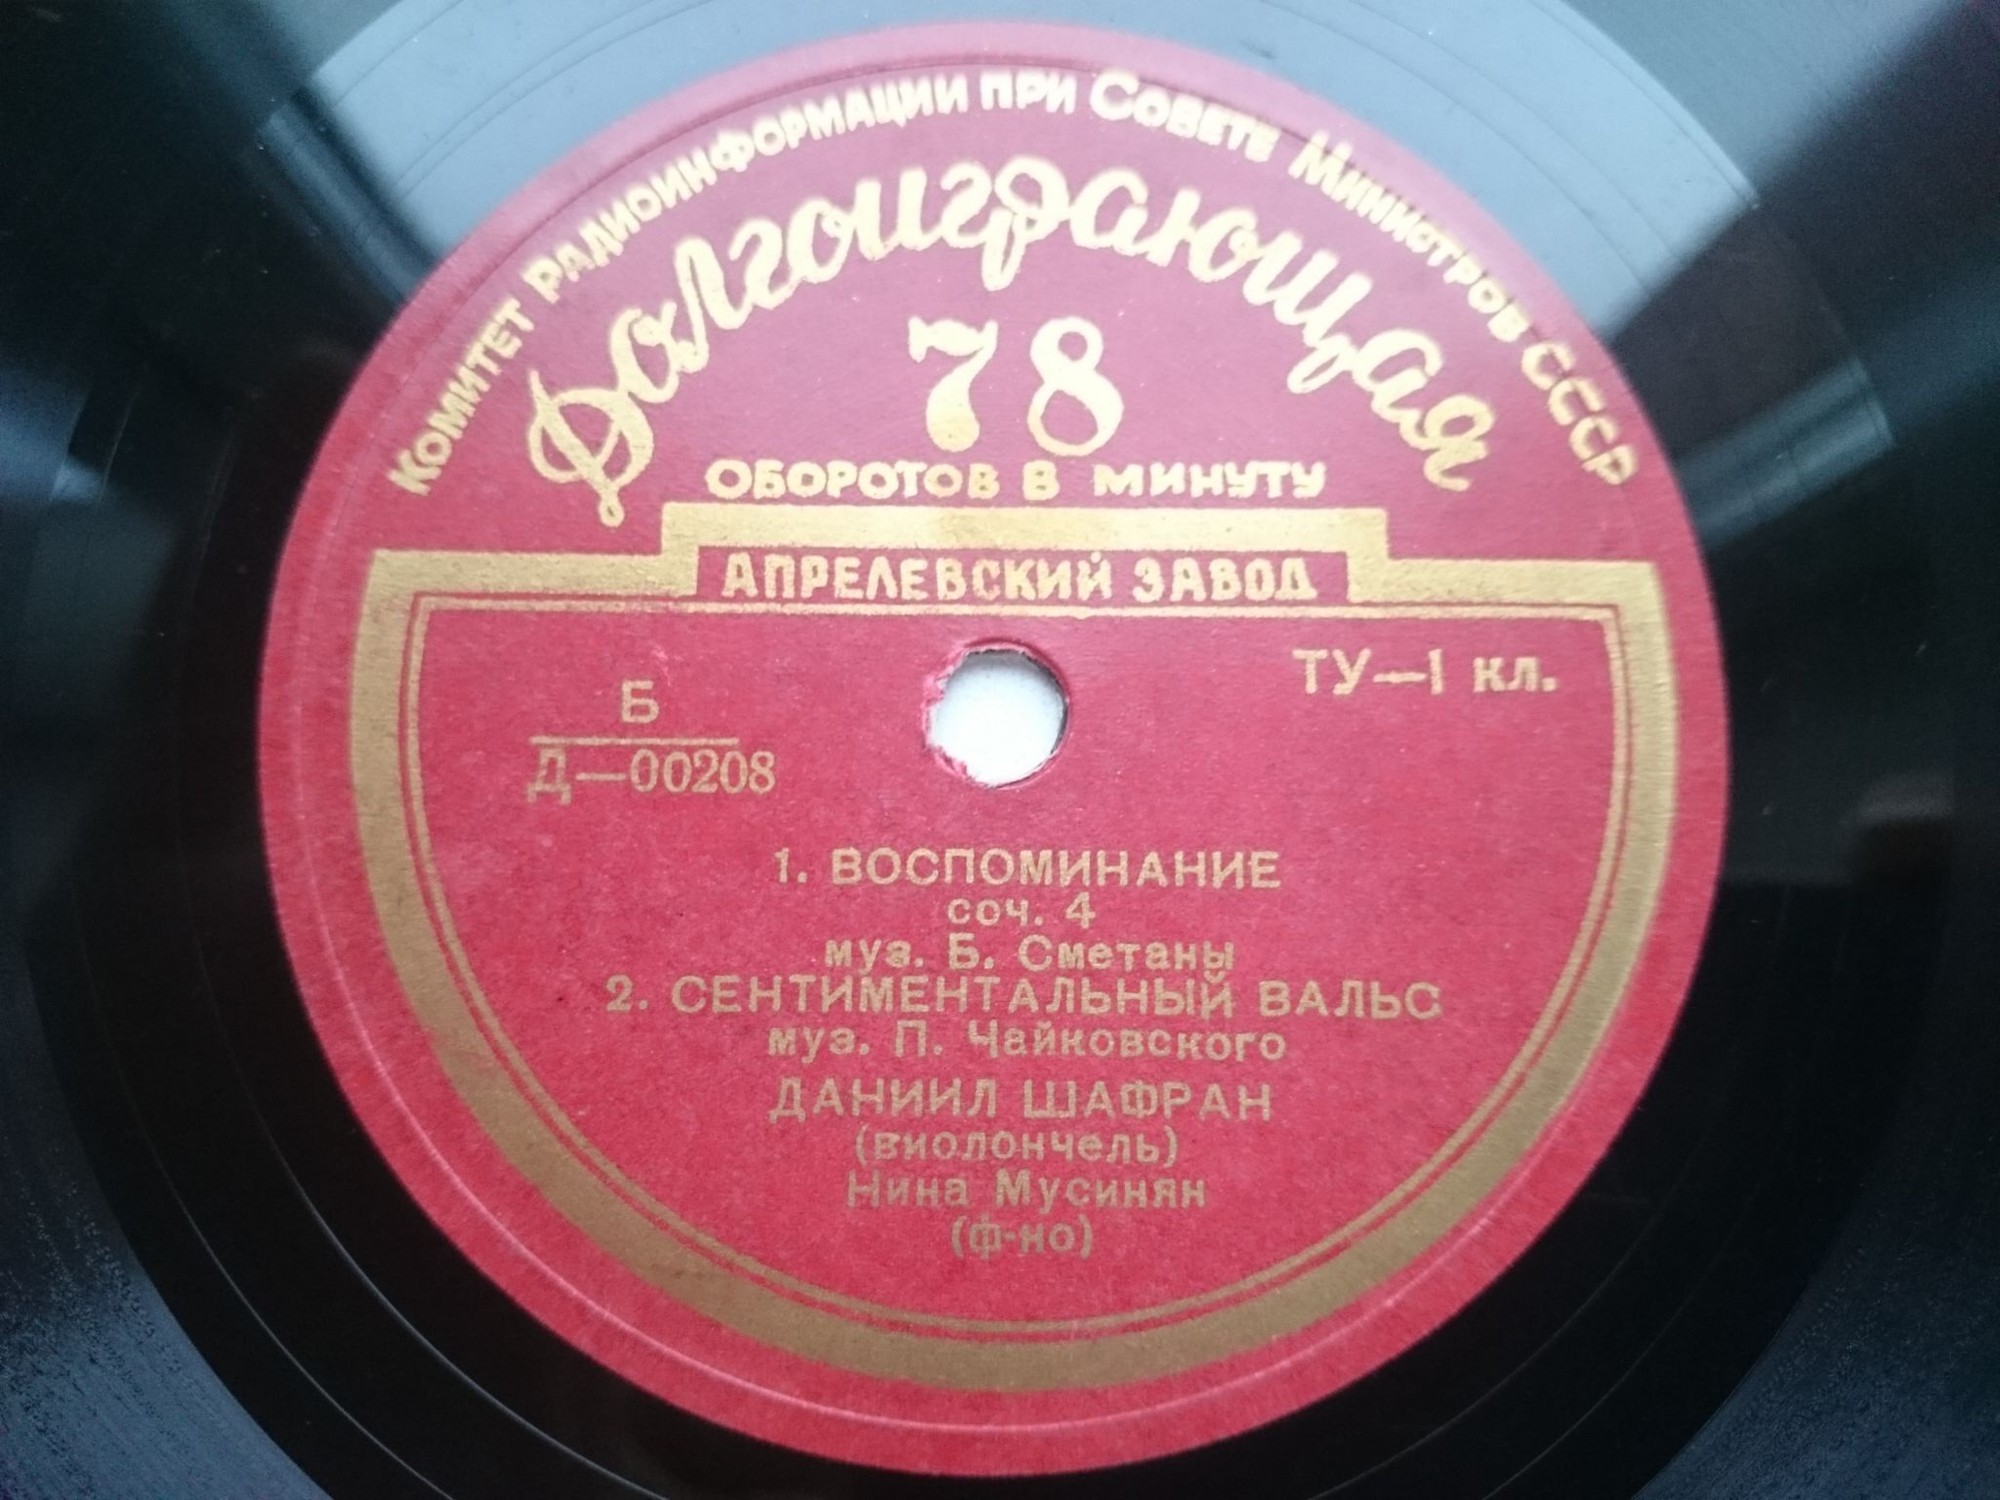 Комитет радиоинформации при Совете Министров СССР
Долгоиграющая
78
ОБОРОТОВ В МИНУТУ
АПРЕЛЕВСКИЙ ЗАВОД
ТУ—1 кл.
Б
Д—00208
1. ВОСПОМИНАНИЕ
соч. 4
муз. Б. Сметаны
2. СЕНТИМЕНТАЛЬНЫЙ ВАЛЬС
муз. П. Чайковского
ДАНИИЛ ШАФРАН
(виолончель)
Нина Мусинян
(ф-но)